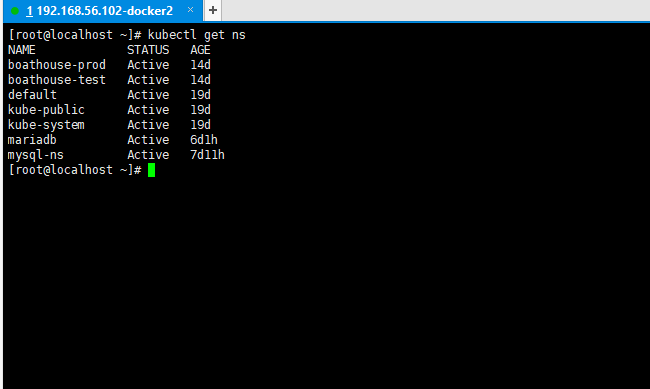 1 192.168.56.102-docker2 × +
[root@localhost ~]# kubectl get ns
NAME STATUS AGE
boathouse-prod Active 14d
boathouse-test Active 14d
default Active 19d
kube-public Active 19d
kube-system Active 19d
mariadb Active 6d1h
mysql-ns Active 7d11h
[root@localhost ~]#